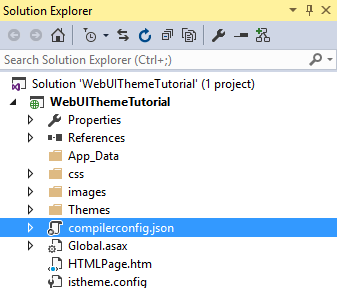 Solution Explorer
Search Solution Explorer (Ctrl+;)
Solution 'WebUIThemeTutorial' (1 project)
WebUIThemeTutorial
Properties
References
App_Data
css
images
Themes
compilerconfig.json
Global.asax
HTMLPage.htm
istheme.config